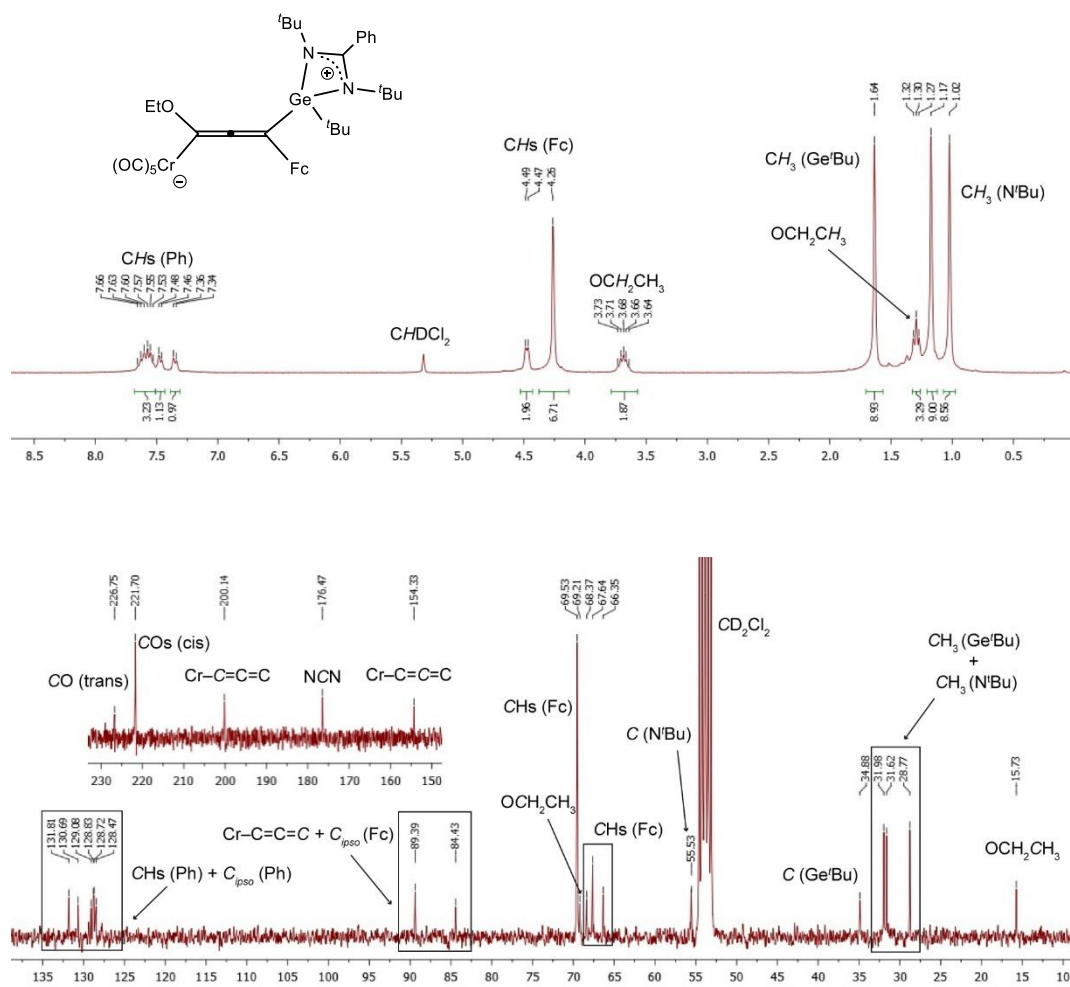 ᵗBu
Ph
N
⊕
N
ᵗBu
Ge
EtO
ᵗBu
(OC)₅Cr
⊖
Fc
1.64
1.32
1.30
1.27
1.17
1.02
CHs (Fc)
4.49
4.47
4.26
CH₃ (GeᵗBu)
CH₃ (NᵗBu)
OCH₂CH₃
CHs (Ph)
7.66
7.63
7.60
7.57
7.55
7.53
7.48
7.46
7.36
7.34
OCH₂CH₃
3.73
3.71
3.68
3.66
3.64
CHDCl₂
3.23
1.13
0.97
1.96
6.71
1.87
8.93
3.29
9.00
8.56
8.5 8.0 7.5 7.0 6.5 6.0 5.5 5.0 4.5 4.0 3.5 3.0 2.5 2.0 1.5 1.0 0.5
226.75
221.70
200.14
176.47
154.33
COs (cis)
CO (trans)
Cr–C=C=C
NCN
Cr–C=C=C
230 220 210 200 190 180 170 160 150
69.53
69.21
68.37
67.64
66.35
CD₂Cl₂
CH₃ (GeᵗBu)
+
CH₃ (NᵗBu)
CHs (Fc)
C (NᵗBu)
OCH₂CH₃
CHs (Fc)
55.53
34.88
31.98
31.62
28.77
15.73
131.81
130.69
129.08
128.83
128.72
128.47
Cr–C=C=C + Cᵢₚₛₒ (Fc)
89.39
84.43
CHs (Ph) + Cᵢₚₛₒ (Ph)
C (GeᵗBu)
OCH₂CH₃
135 130 125 120 115 110 105 100 95 90 85 80 75 70 65 60 55 50 45 40 35 30 25 20 15 10